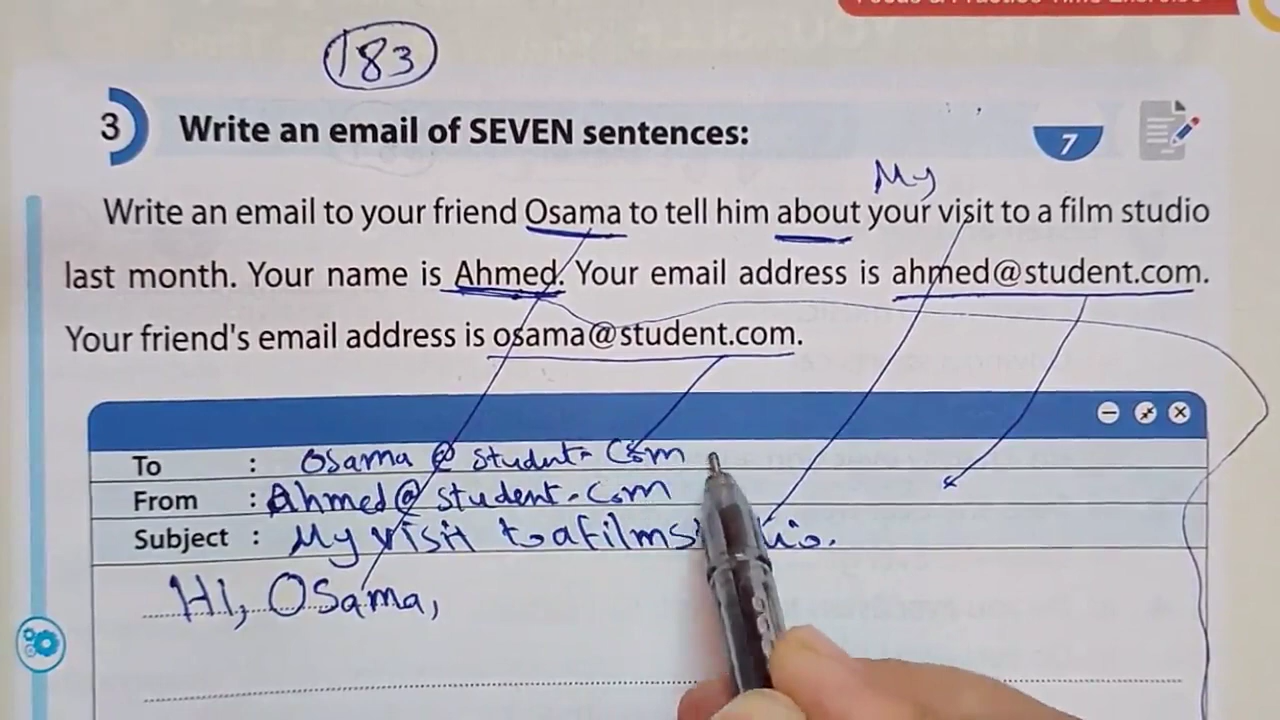 183
3 Write an email of SEVEN sentences:
7
My
Write an email to your friend Osama to tell him about your visit to a film studio
last month. Your name is Ahmed. Your email address is ahmed@student.com.
Your friend's email address is osama@student.com.
To : Osama @ student.Com
From : Ahmed@ student.Com
Subject : My visit to a film
Hi, Osama,